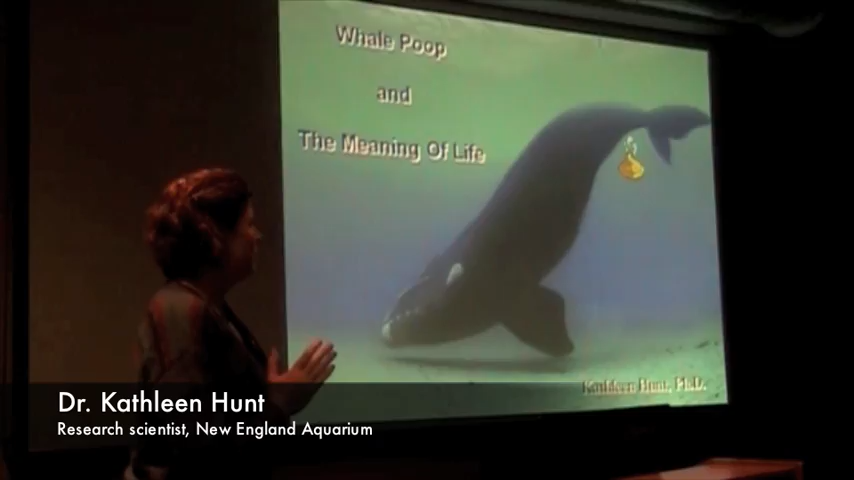 Whale Poop
and
The Meaning Of Life
Kathleen Hunt, Ph.D.
Dr. Kathleen Hunt
Research scientist, New England Aquarium